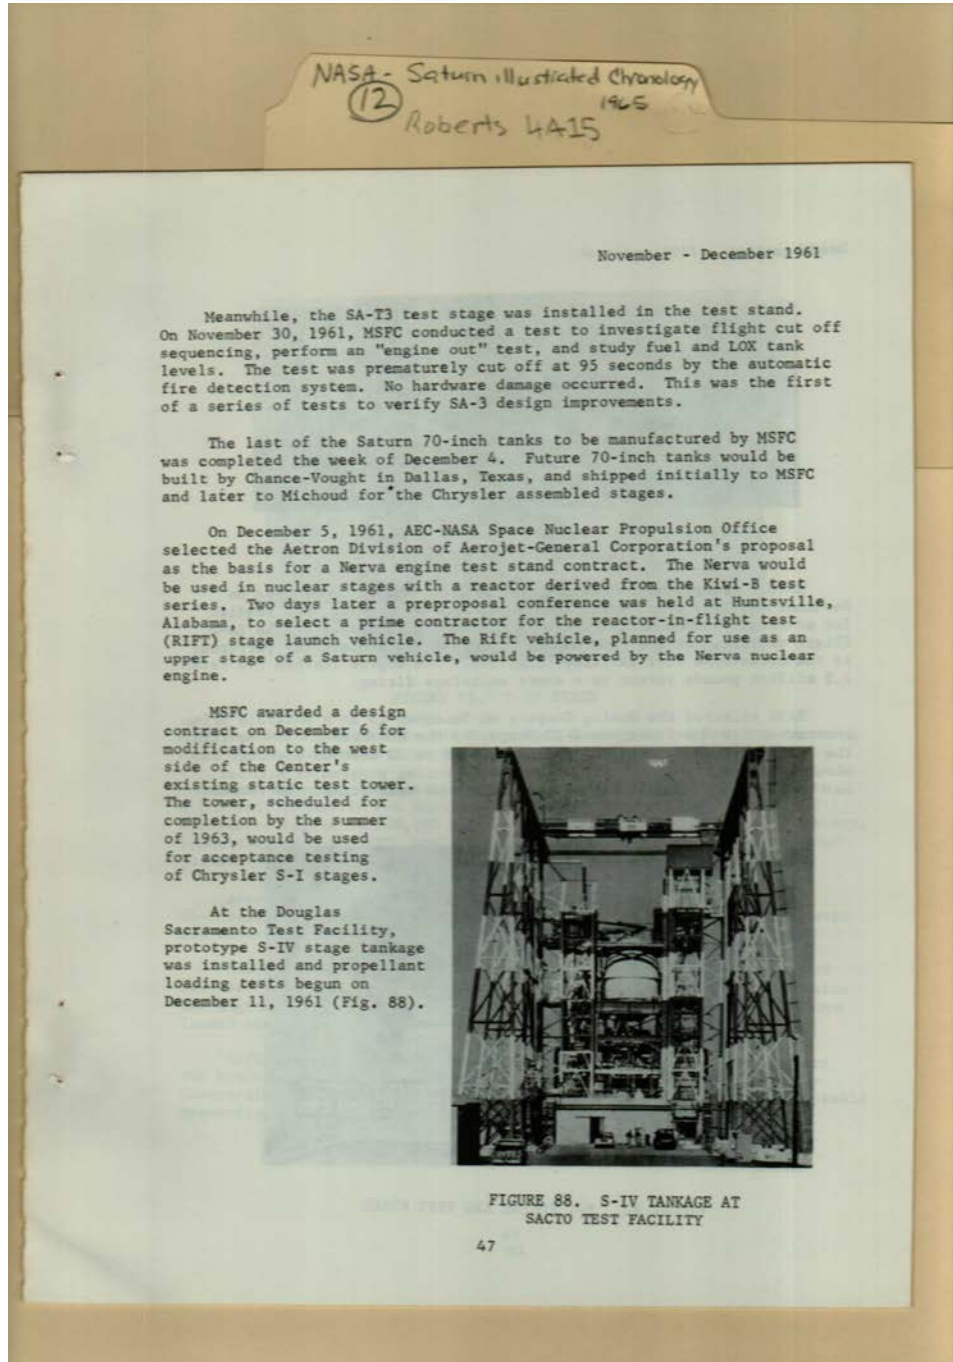 NASA - Saturn illustrated Chronology
12
1965
Roberts 4A15
November - December 1961
Meanwhile, the SA-T3 test stage was installed in the test stand.
On November 30, 1961, MSFC conducted a test to investigate flight cut off
sequencing, perform an "engine out" test, and study fuel and LOX tank
levels. The test was prematurely cut off at 95 seconds by the automatic
fire detection system. No hardware damage occurred. This was the first
of a series of tests to verify SA-3 design improvements.
The last of the Saturn 70-inch tanks to be manufactured by MSFC
was completed the week of December 4. Future 70-inch tanks would be
built by Chance-Vought in Dallas, Texas, and shipped initially to MSFC
and later to Michoud for the Chrysler assembled stages.
On December 5, 1961, AEC-NASA Space Nuclear Propulsion Office
selected the Aetron Division of Aerojet-General Corporation's proposal
as the basis for a Nerva engine test stand contract. The Nerva would
be used in nuclear stages with a reactor derived from the Kiwi-B test
series. Two days later a preproposal conference was held at Huntsville,
Alabama, to select a prime contractor for the reactor-in-flight test
(RIFT) stage launch vehicle. The Rift vehicle, planned for use as an
upper stage of a Saturn vehicle, would be powered by the Nerva nuclear
engine.
MSFC awarded a design
contract on December 6 for
modification to the west
side of the Center's
existing static test tower.
The tower, scheduled for
completion by the summer
of 1963, would be used
for acceptance testing
of Chrysler S-I stages.
At the Douglas
Sacramento Test Facility,
prototype S-IV stage tankage
was installed and propellant
loading tests begun on
December 11, 1961 (Fig. 88).
FIGURE 88. S-IV TANKAGE AT
SACTO TEST FACILITY
47